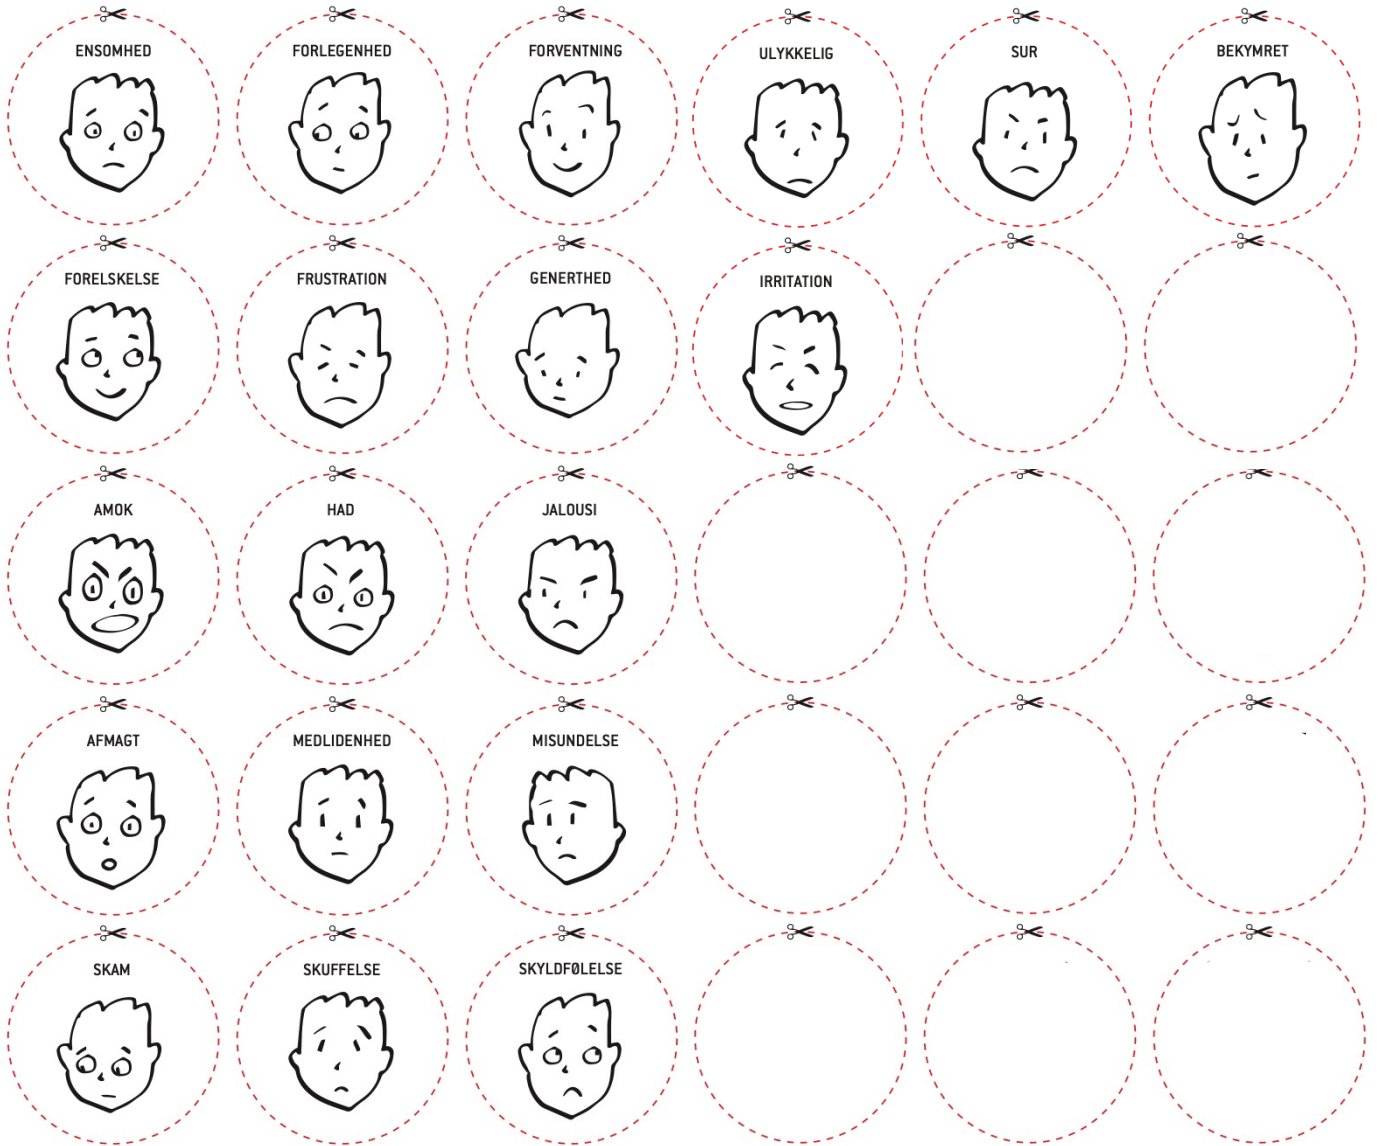 ENSOMHED
FORLEGENHED
FORVENTNING
ULYKKELIG
SUR
BEKYMRET
FORELSKELSE
FRUSTRATION
GENERTHED
IRRITATION
AMOK
HAD
JALOUSI
AFMAGT
MEDLIDENHED
MISUNDELSE
SKAM
SKUFFELSE
SKYLDFØLELSE